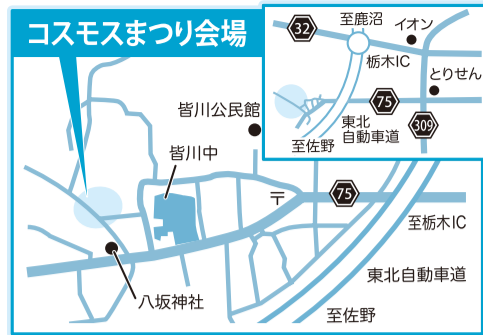 コスモスまつり会場
皆川公民館
皆川中
〒
75
至栃木IC
東北自動車道
八坂神社
至佐野
至鹿沼
32
イオン
栃木IC
とりせん
75
東北
自動車道
309
至佐野